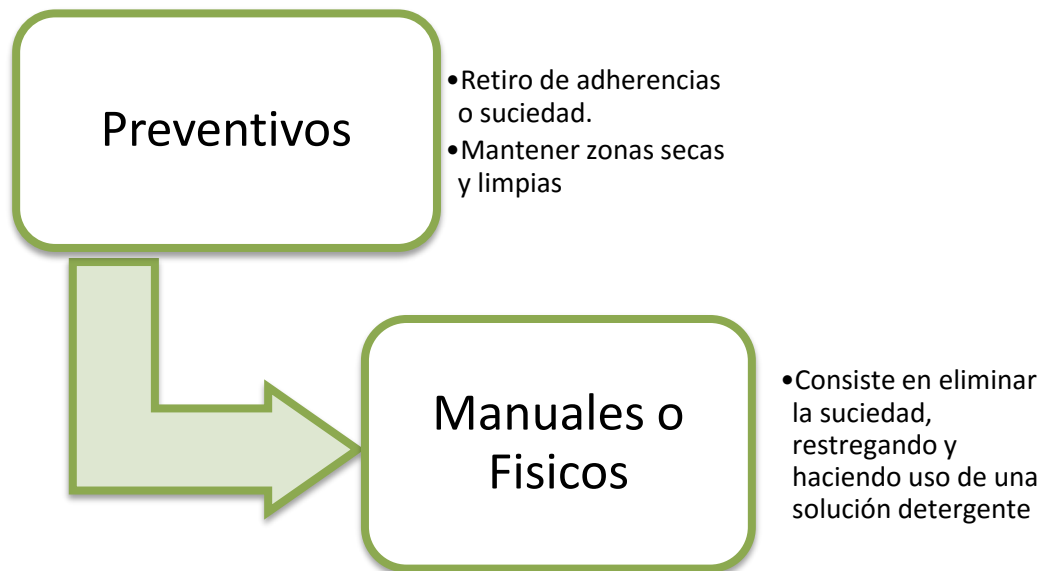 Preventivos
•Retiro de adherencias
o suciedad.
•Mantener zonas secas
y limpias
Manuales o
Fisicos
•Consiste en eliminar
la suciedad,
restregando y
haciendo uso de una
solución detergente